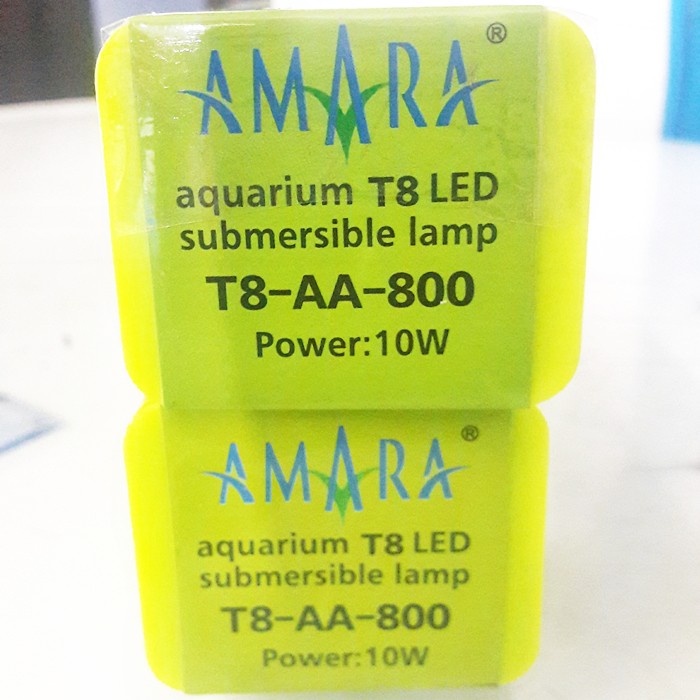 AMARA®
aquarium T8 LED
submersible lamp
T8-AA-800
Power:10W
AMARA®
aquarium T8 LED
submersible lamp
T8-AA-800
Power:10W